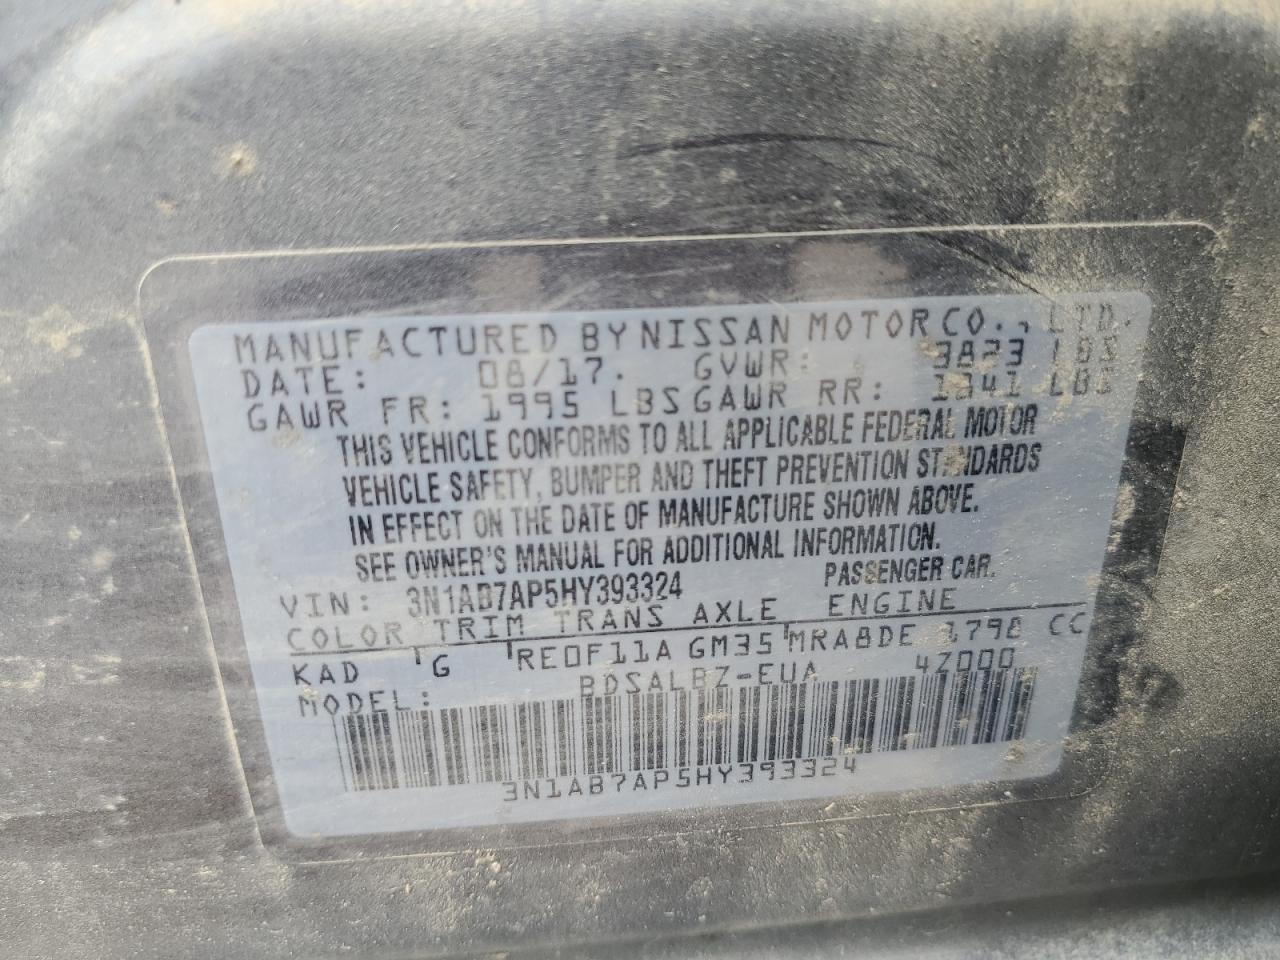 MANUFACTURED BY NISSAN MOTOR CO., LTD.
DATE: 08/17. GVWR: 3823 LBS
GAWR FR: 1995 LBS GAWR RR: 1841 LBS
THIS VEHICLE CONFORMS TO ALL APPLICABLE FEDERAL MOTOR
VEHICLE SAFETY, BUMPER AND THEFT PREVENTION STANDARDS
IN EFFECT ON THE DATE OF MANUFACTURE SHOWN ABOVE.
SEE OWNER'S MANUAL FOR ADDITIONAL INFORMATION.
VIN: 3N1AB7AP5HY393324 PASSENGER CAR.
COLOR TRIM TRANS AXLE ENGINE
KAD G RE0F11A GM35 MRA8DE 1798 CC
MODEL: BDSALBZ-EUA 4Z000
3N1AB7AP5HY393324